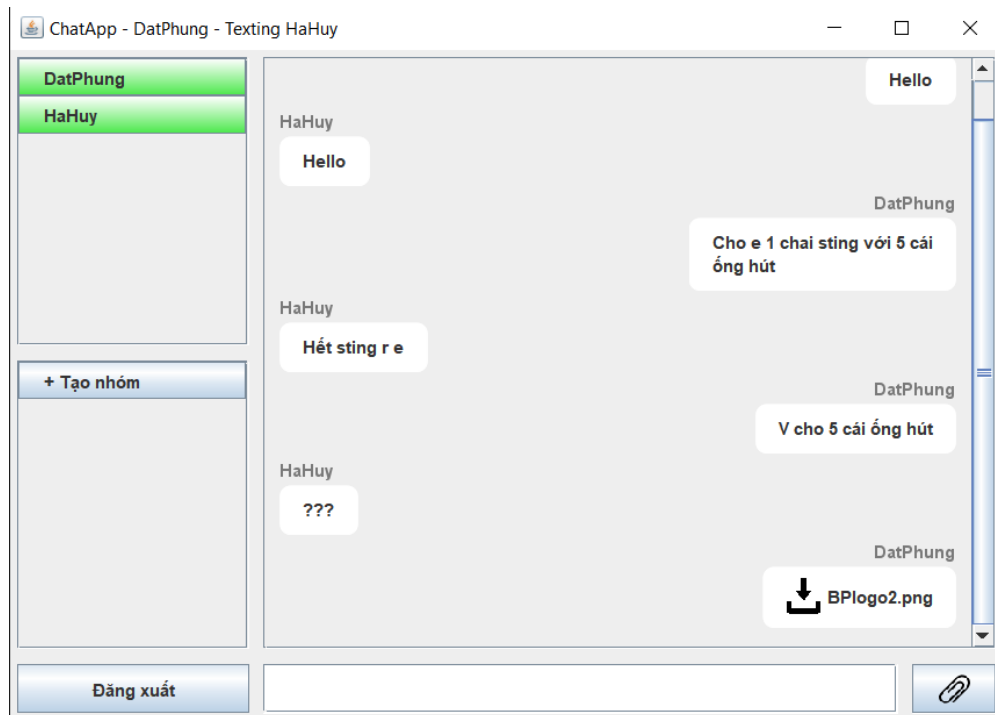 ChatApp - DatPhung - Texting HaHuy
DatPhung
HaHuy
+ Tạo nhóm
Đăng xuất
Hello
HaHuy
Hello
DatPhung
Cho e 1 chai sting với 5 cái
ống hút
HaHuy
Hết sting r e
DatPhung
V cho 5 cái ống hút
HaHuy
???
DatPhung
BPlogo2.png